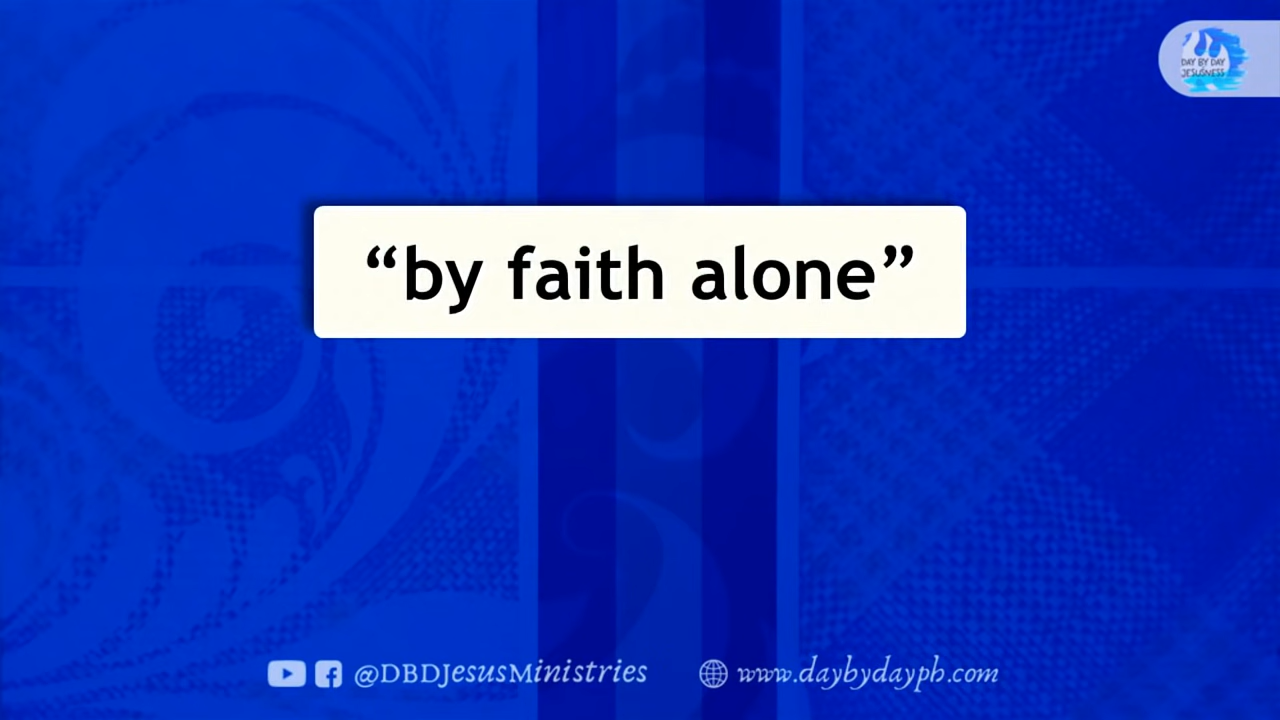 DAY BY DAY
JESUSNESS
“by faith alone”
@DBDJesusMinistries
www.daybydayph.com